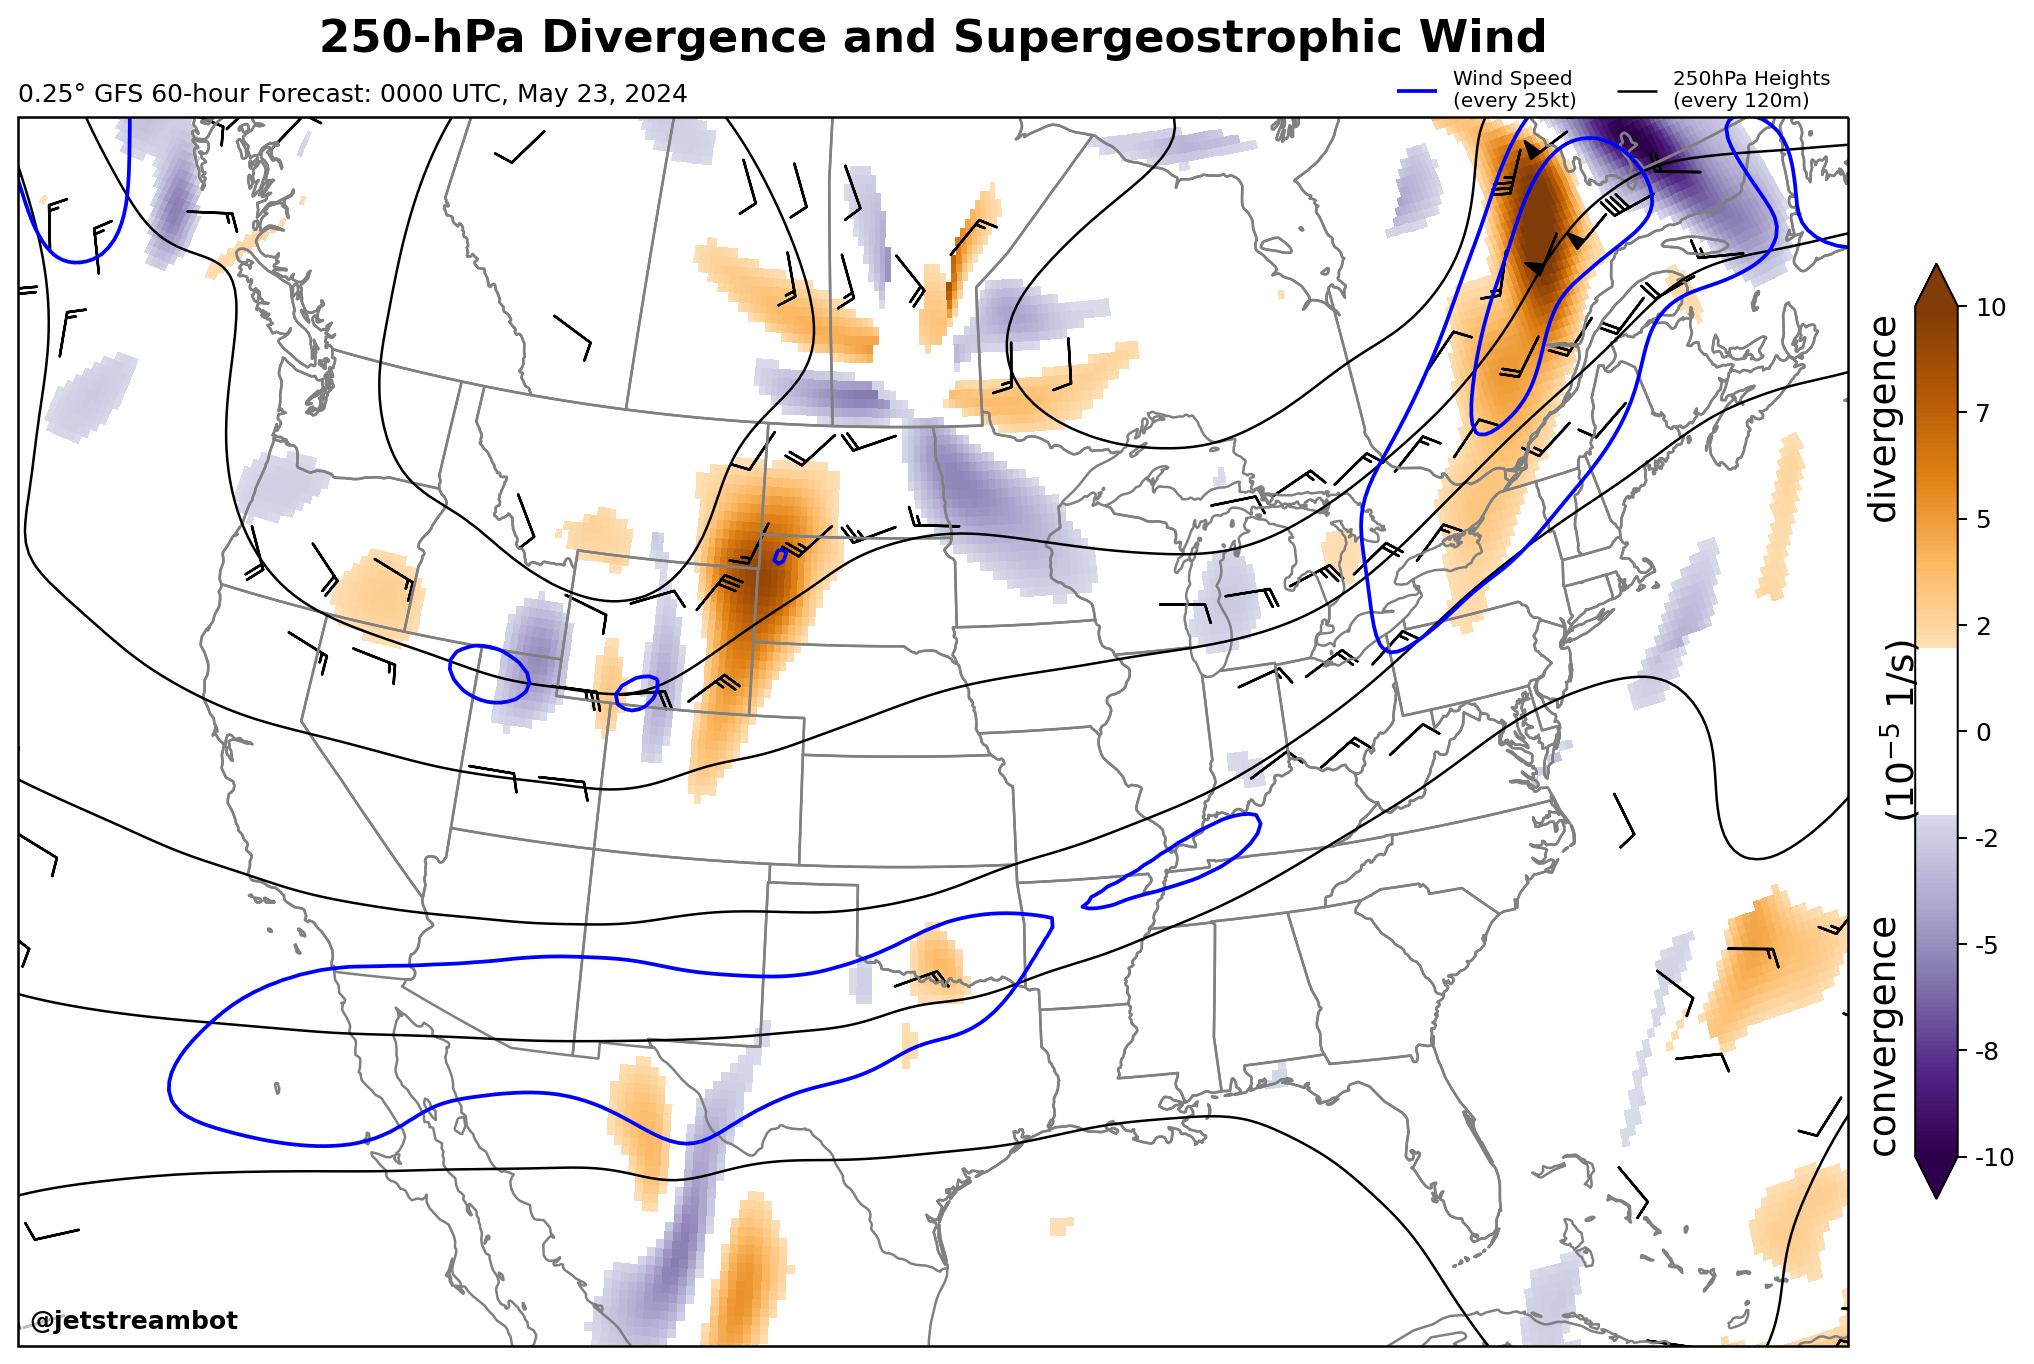 250-hPa Divergence and Supergeostrophic Wind
0.25° GFS 60-hour Forecast: 0000 UTC, May 23, 2024
Wind Speed
(every 25kt)
250hPa Heights
(every 120m)
10
7
5
2
0
-2
-5
-8
-10
convergence (10⁻⁵ 1/s) divergence
@jetstreambot